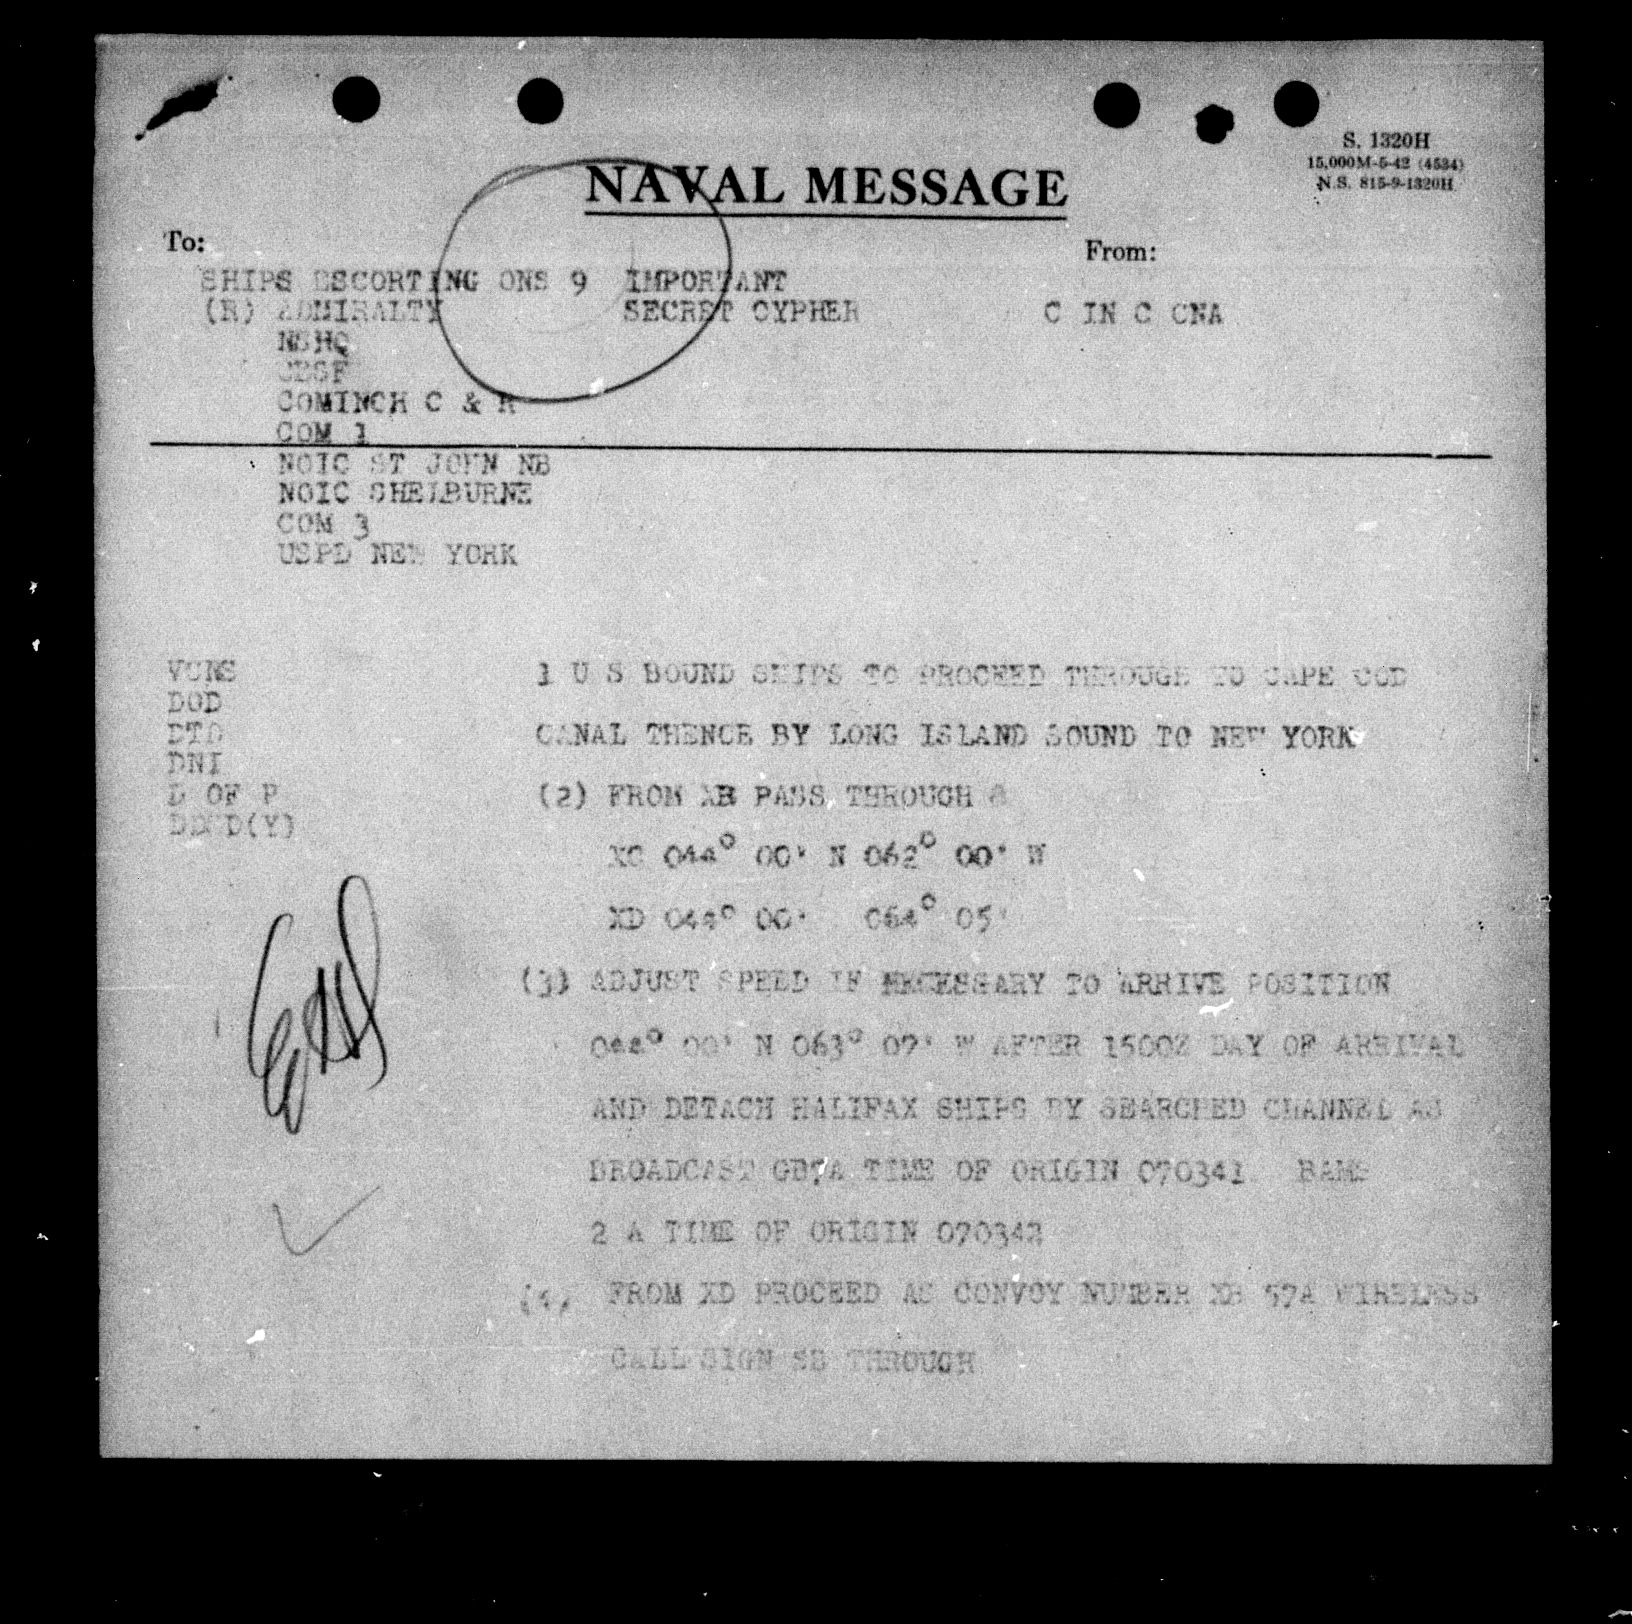 S. 1320H
15,000M-5-42 (4534)
N.S. 815-9-1320H
NAVAL MESSAGE
To:
From:
SHIPS ESCORTING ONS 9 IMPORTANT
(R) ADMIRALTY SECRET CYPHER C IN C CNA
NSHQ
CESF
COMINCH C & R
COM 1
NOIC ST JOHN NB
NOIC SHELBURNE
COM 3
USPD NEW YORK
VCNS
DOD
DTD
DNI
D OF P
1 U S BOUND SHIPS TO PROCEED THROUGH TO CAPE COD
CANAL THENCE BY LONG ISLAND SOUND TO NEW YORK
(2) FROM XB PASS THROUGH
XC 044° 00' N 062° 00' W
XD 044° 00' 064° 05'
(3) ADJUST SPEED IF NECESSARY TO ARRIVE POSITION
044° 00' N 063° 07' W AFTER 1500Z DAY OF ARRIVAL
AND DETACH HALIFAX SHIPS BY SEARCHED CHANNEL AS
BROADCAST GB7A TIME OF ORIGIN 070341 BAMS
2 A TIME OF ORIGIN 070342
(4) FROM XD PROCEED AS CONVOY NUMBER XB 57A WIRELESS
CALL SIGN THROUGH